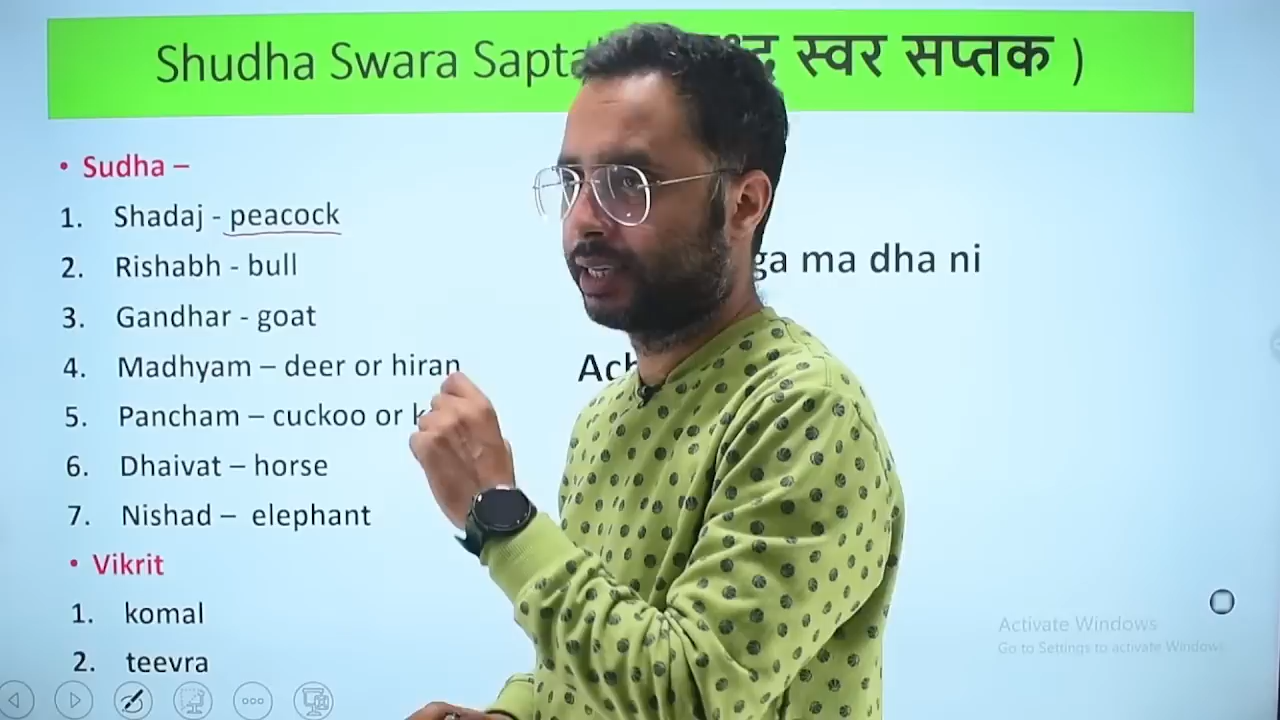 Shudha Swara स्वर सप्तक )
• Sudha –
1. Shadaj - peacock
2. Rishabh - bull
3. Gandhar - goat
ga ma dha ni
4. Madhyam – deer or hiran
5. Pancham – cuckoo or
6. Dhaivat – horse
7. Nishad – elephant
• Vikrit
1. komal
2. teevra
Activate Windows
Go to Settings to activate Windows.